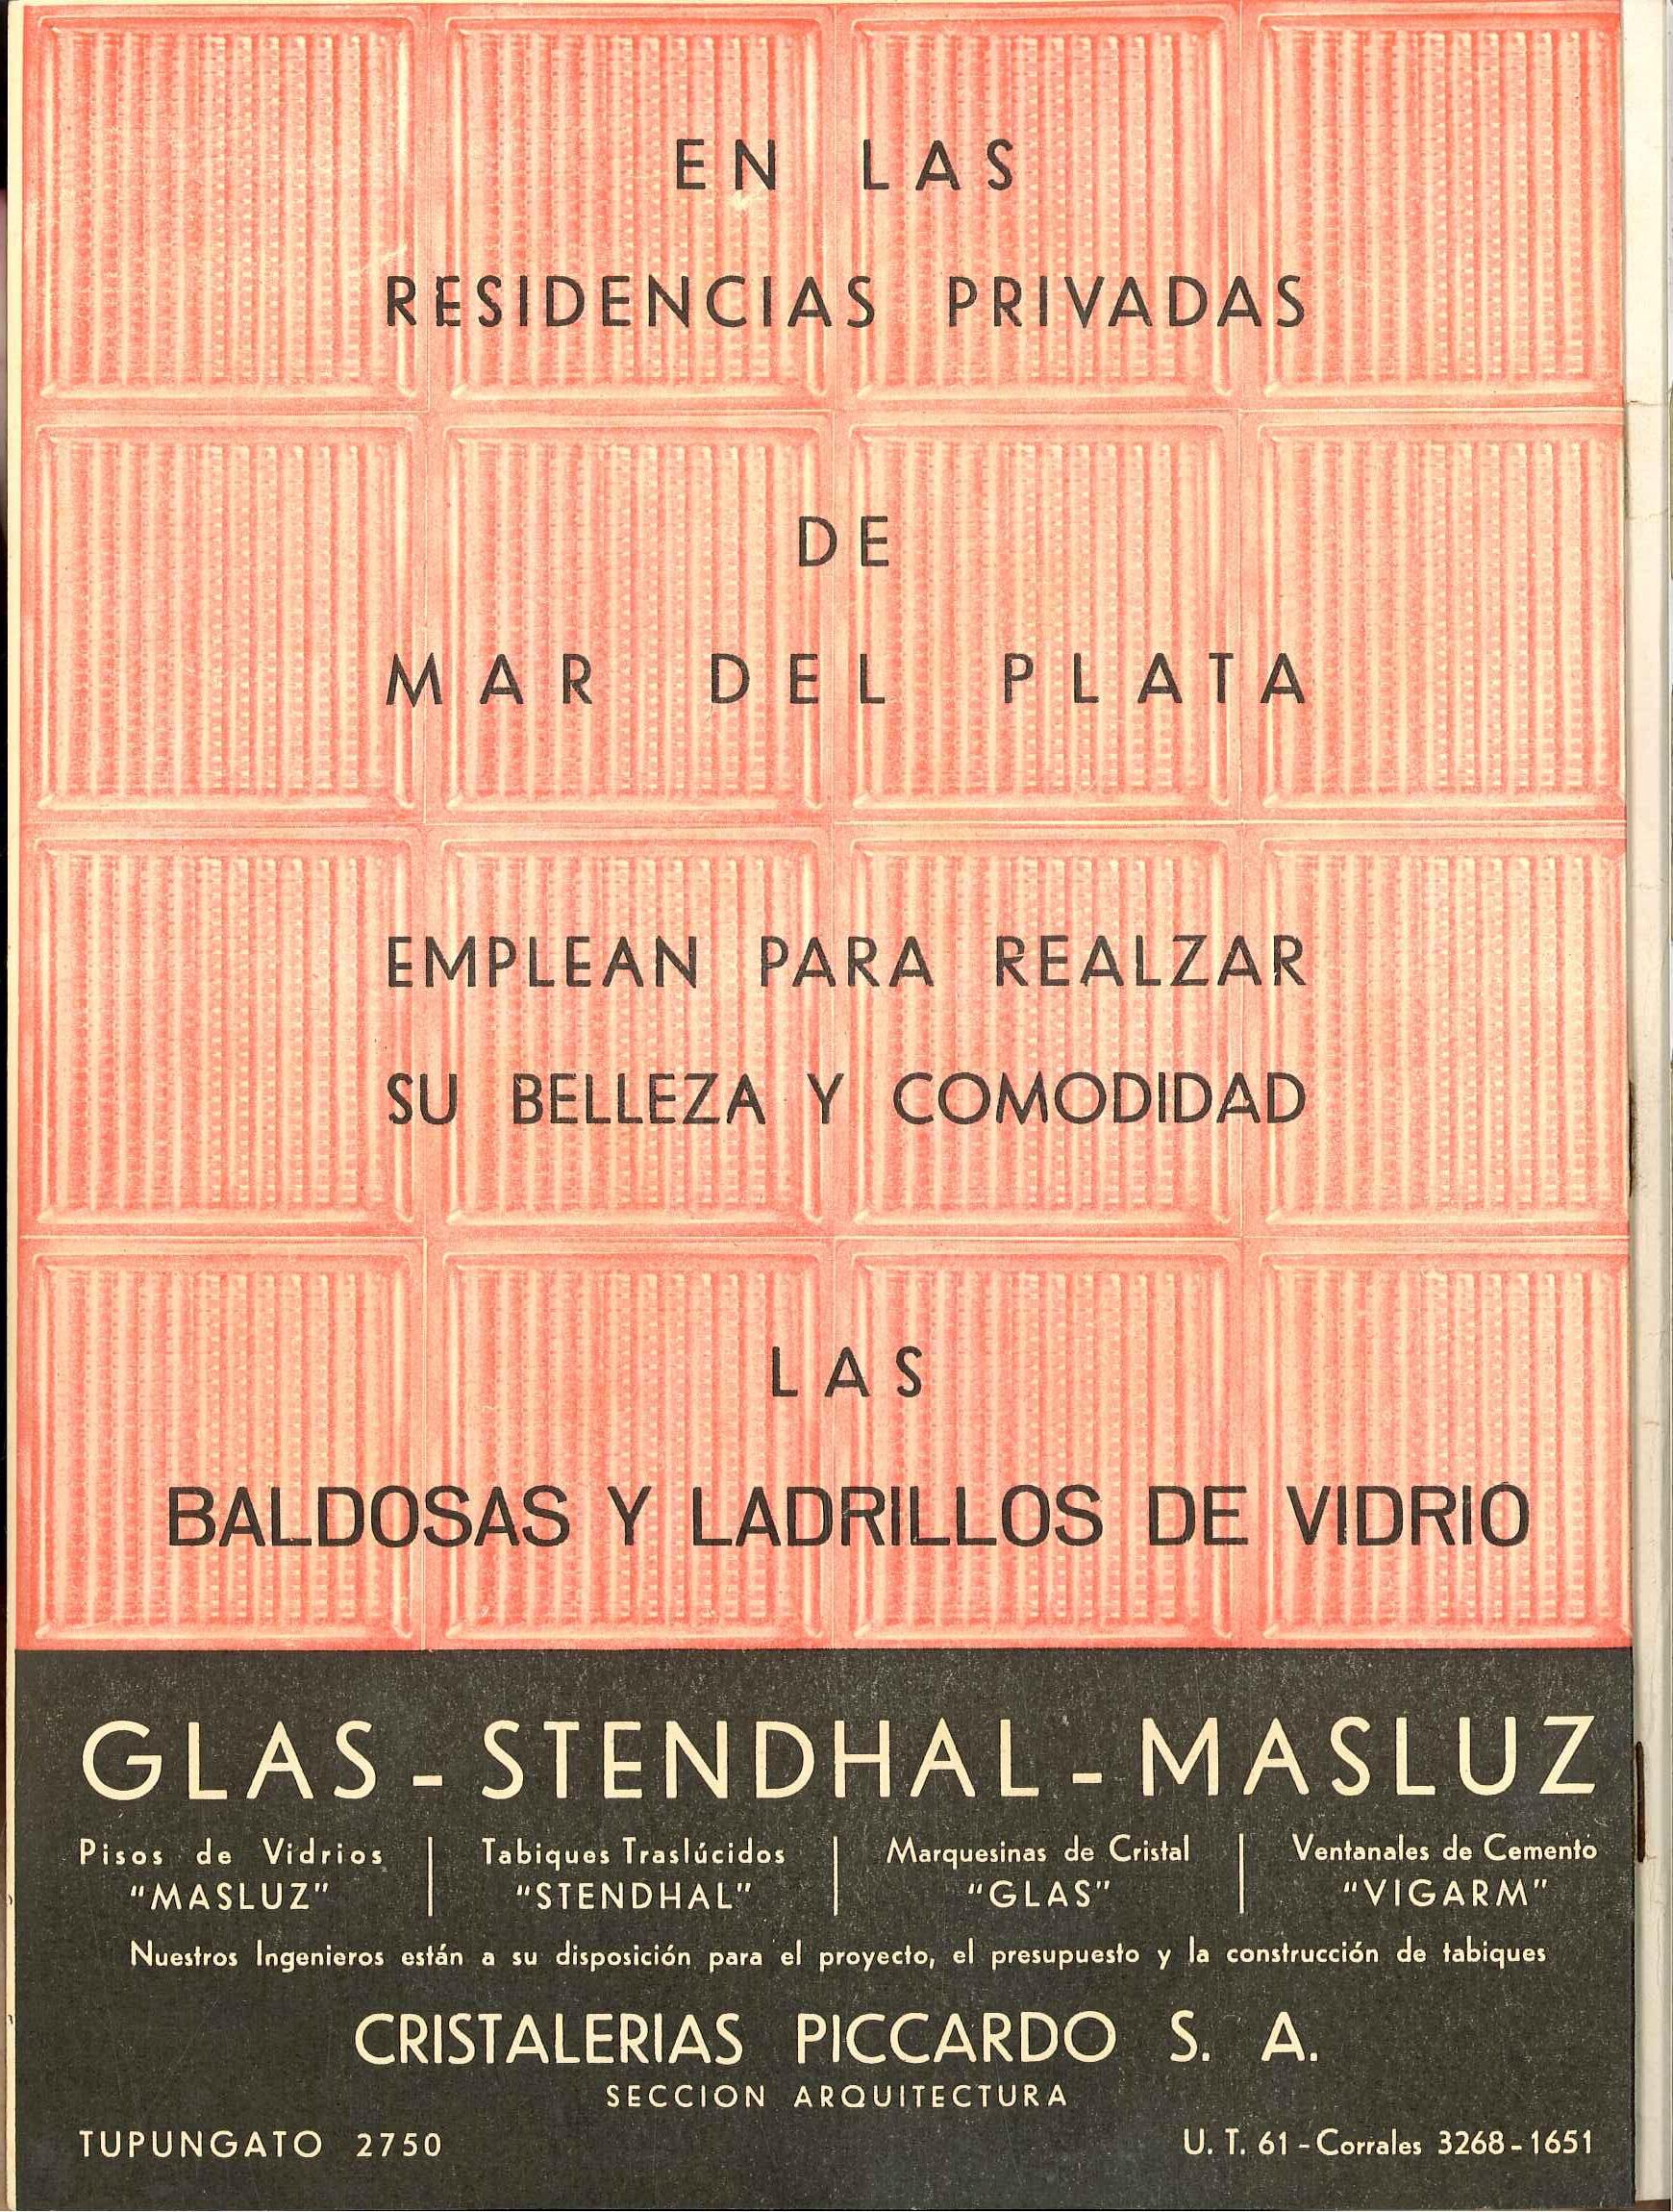 EN LAS
RESIDENCIAS PRIVADAS
DE
MAR DEL PLATA
EMPLEAN PARA REALZAR
SU BELLEZA Y COMODIDAD
LAS
BALDOSAS Y LADRILLOS DE VIDRIO
GLAS - STENDHAL - MASLUZ
Pisos de Vidrios | Tabiques Traslúcidos | Marquesinas de Cristal | Ventanales de Cemento
"MASLUZ" | "STENDHAL" | "GLAS" | "VIGARM"
Nuestros Ingenieros están a su disposición para el proyecto, el presupuesto y la construcción de tabiques
CRISTALERIAS PICCARDO S. A.
SECCION ARQUITECTURA
TUPUNGATO 2750 U. T. 61 - Corrales 3268 - 1651